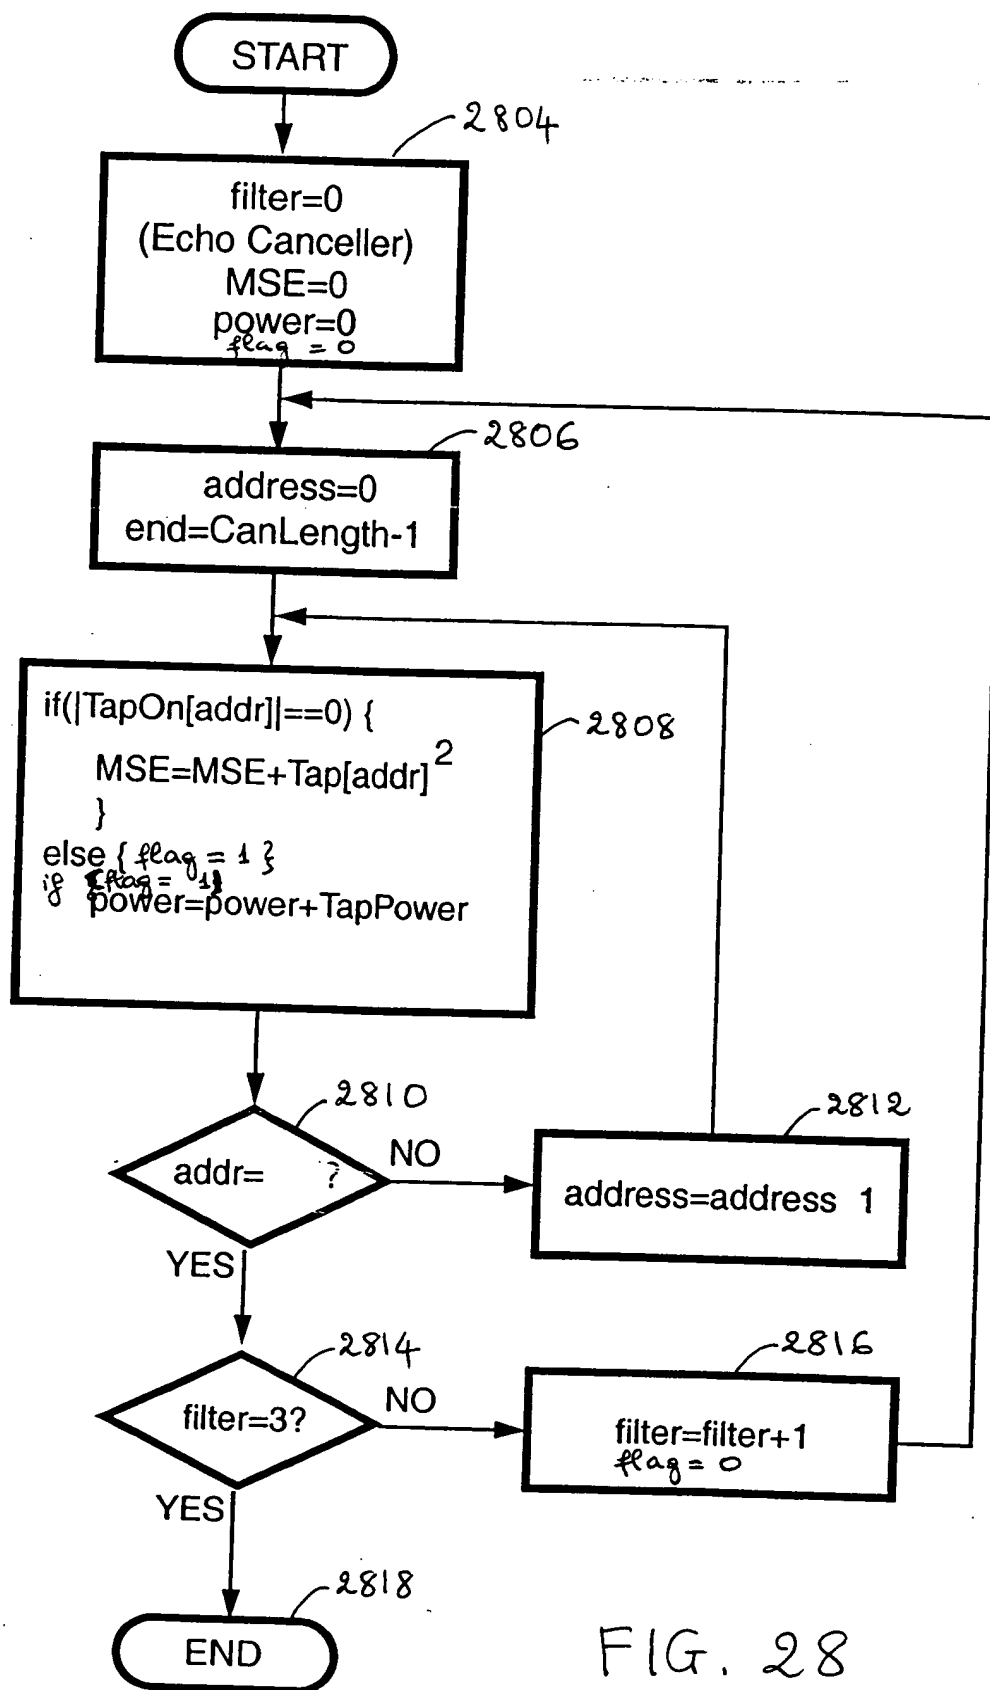 START
2804
filter=0
(Echo Canceller)
MSE=0
power=0
flag = 0
2806
address=0
end=CanLength-1
if(|TapOn[addr]|==0) {
2808
MSE=MSE+Tap[addr]²
}
else { flag = 1 }
if {flag = 1}
power=power+TapPower
2810
addr= ?
NO
2812
address=address 1
YES
2814
filter=3?
NO
2816
filter=filter+1
flag = 0
YES
2818
END
FIG. 28